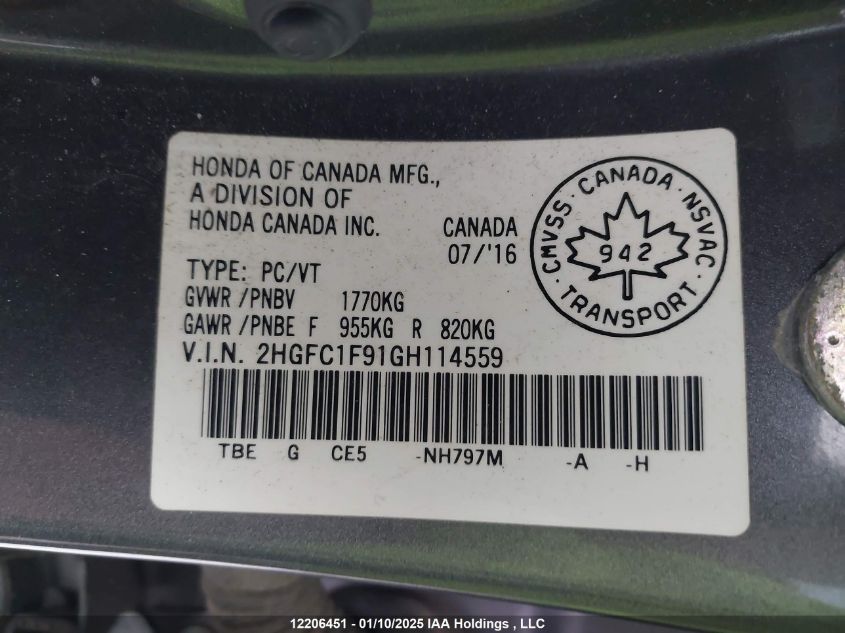 HONDA OF CANADA MFG.,
A DIVISION OF
HONDA CANADA INC.
CANADA
07/'16
TYPE: PC/VT
GVWR /PNBV 1770KG
GAWR /PNBE F 955KG R 820KG
V.I.N. 2HGFC1F91GH114559
TBE G CE5 -NH797M -A -H
CMVSS · CANADA · NSVAC · TRANSPORT ·
942
12206451 - 01/10/2025 IAA Holdings , LLC